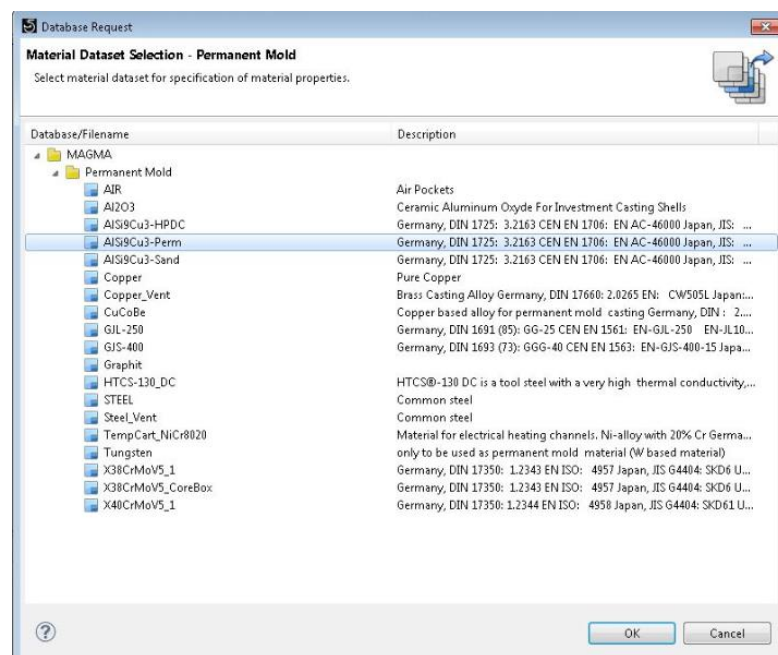 Database Request
Material Dataset Selection - Permanent Mold
Select material dataset for specification of material properties.
Database/Filename Description
MAGMA
Permanent Mold
AIR Air Pockets
Al2O3 Ceramic Aluminum Oxyde For Investment Casting Shells
AlSi9Cu3-HPDC Germany, DIN 1725: 3.2163 CEN EN 1706: EN AC-46000 Japan, JIS: ...
AlSi9Cu3-Perm Germany, DIN 1725: 3.2163 CEN EN 1706: EN AC-46000 Japan, JIS: ...
AlSi9Cu3-Sand Germany, DIN 1725: 3.2163 CEN EN 1706: EN AC-46000 Japan, JIS: ...
Copper Pure Copper
Copper_Vent Brass Casting Alloy Germany, DIN 17660: 2.0265 EN: CW505L Japan:...
CuCoBe Copper based alloy for permanent mold casting Germany, DIN : 2....
GJL-250 Germany, DIN 1691 (85): GG-25 CEN EN 1561: EN-GJL-250 EN-JL10...
GJS-400 Germany, DIN 1693 (73): GGG-40 CEN EN 1563: EN-GJS-400-15 Japa...
Graphit
HTCS-130_DC HTCS®-130 DC is a tool steel with a very high thermal conductivity,...
STEEL Common steel
Steel_Vent Common steel
TempCart_NiCr8020 Material for electrical heating channels. Ni-alloy with 20% Cr Germa...
Tungsten only to be used as permanent mold material (W based material)
X38CrMoV5_1 Germany, DIN 17350: 1.2343 EN ISO: 4957 Japan, JIS G4404: SKD6 U...
X38CrMoV5_CoreBox Germany, DIN 17350: 1.2343 EN ISO: 4957 Japan, JIS G4404: SKD6 U...
X40CrMoV5_1 Germany, DIN 17350: 1.2344 EN ISO: 4958 Japan, JIS G4404: SKD61 U...
? OK Cancel